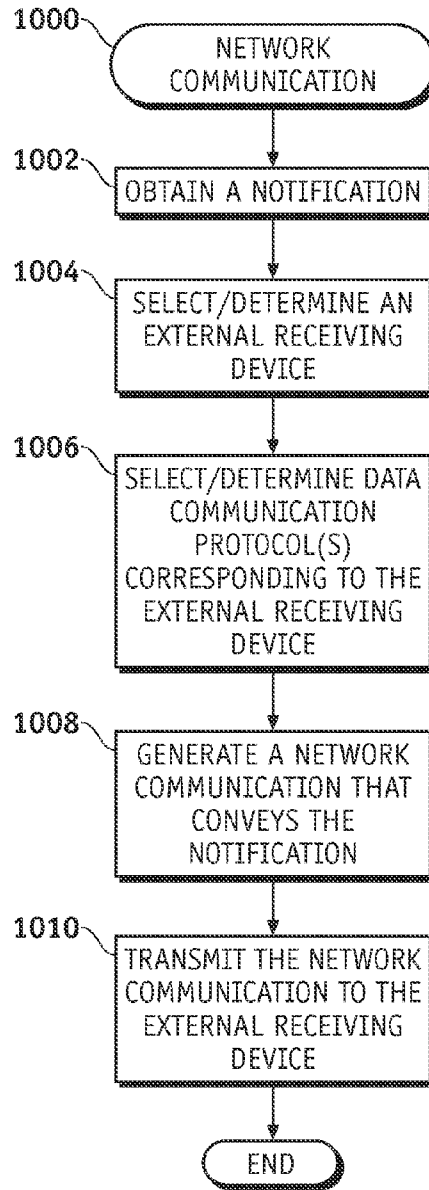 1000
NETWORK
COMMUNICATION
1002
OBTAIN A NOTIFICATION
1004
SELECT/DETERMINE AN
EXTERNAL RECEIVING
DEVICE
1006
SELECT/DETERMINE DATA
COMMUNICATION
PROTOCOL(S)
CORRESPONDING TO THE
EXTERNAL RECEIVING
DEVICE
1008
GENERATE A NETWORK
COMMUNICATION THAT
CONVEYS THE
NOTIFICATION
1010
TRANSMIT THE NETWORK
COMMUNICATION TO THE
EXTERNAL RECEIVING
DEVICE
END